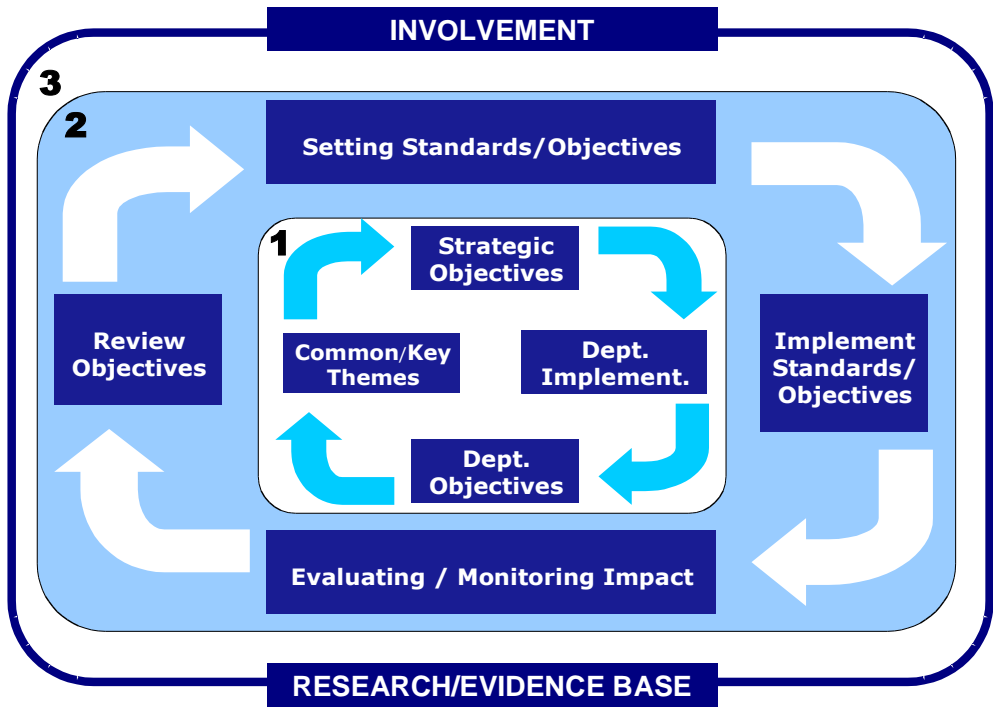 INVOLVEMENT
3
2
Setting Standards/Objectives
1
Strategic
Objectives
Review
Objectives
Common/Key
Themes
Dept.
Implement.
Implement
Standards/
Objectives
Dept.
Objectives
Evaluating / Monitoring Impact
RESEARCH/EVIDENCE BASE